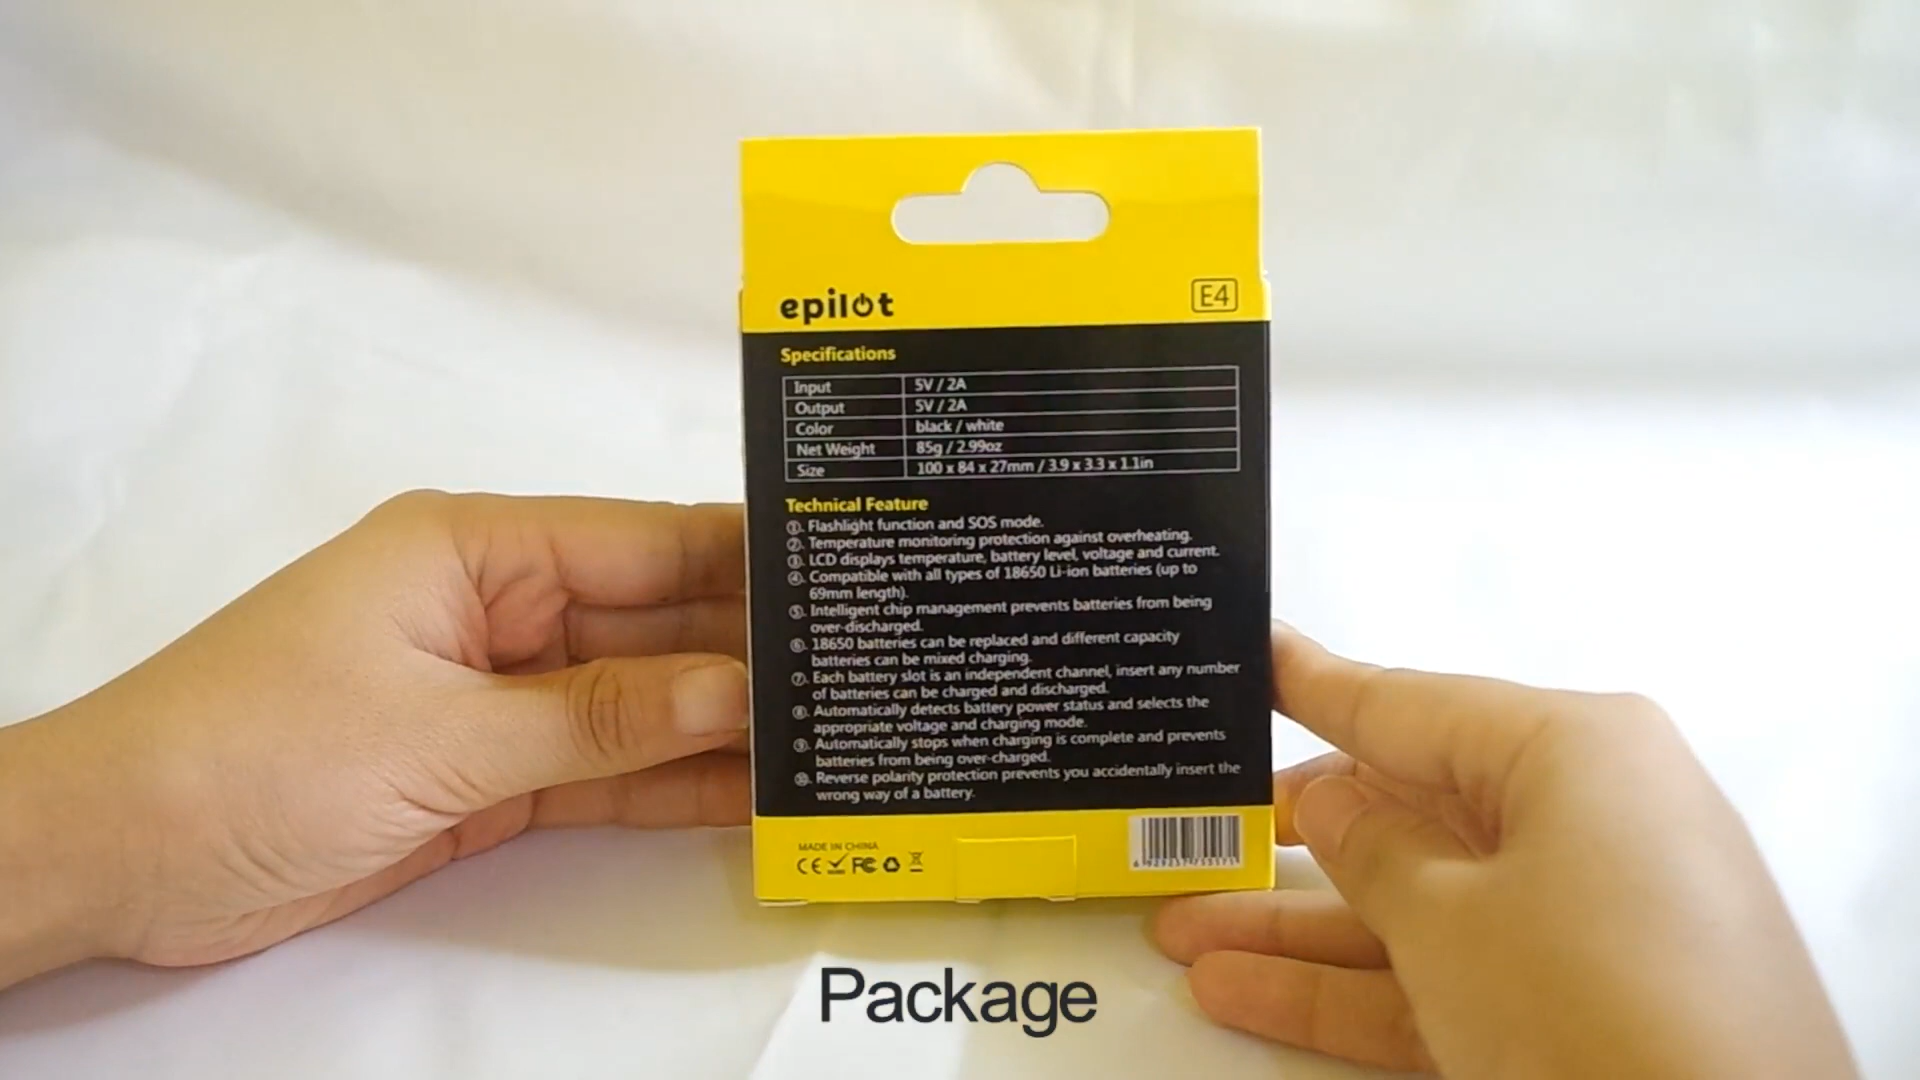 epilot
E4
Specifications
Input 5V / 2A
Output 5V / 2A
Color black / white
Net Weight 85g / 2.99oz
Size 100 x 84 x 27mm / 3.9 x 3.3 x 1.1in
Technical Feature
①. Flashlight function and SOS mode.
②. Temperature monitoring protection against overheating.
③. LCD displays temperature, battery level, voltage and current.
④. Compatible with all types of 18650 Li-ion batteries (up to
69mm length).
⑤. Intelligent chip management prevents batteries from being
over-discharged.
⑥. 18650 batteries can be replaced and different capacity
batteries can be mixed charging.
⑦. Each battery slot is an independent channel, insert any number
of batteries can be charged and discharged.
⑧. Automatically detects battery power status and selects the
appropriate voltage and charging mode.
⑨. Automatically stops when charging is complete and prevents
batteries from being over-charged.
⑩. Reverse polarity protection prevents you accidentally insert the
wrong way of a battery.
MADE IN CHINA
CE FC
Package